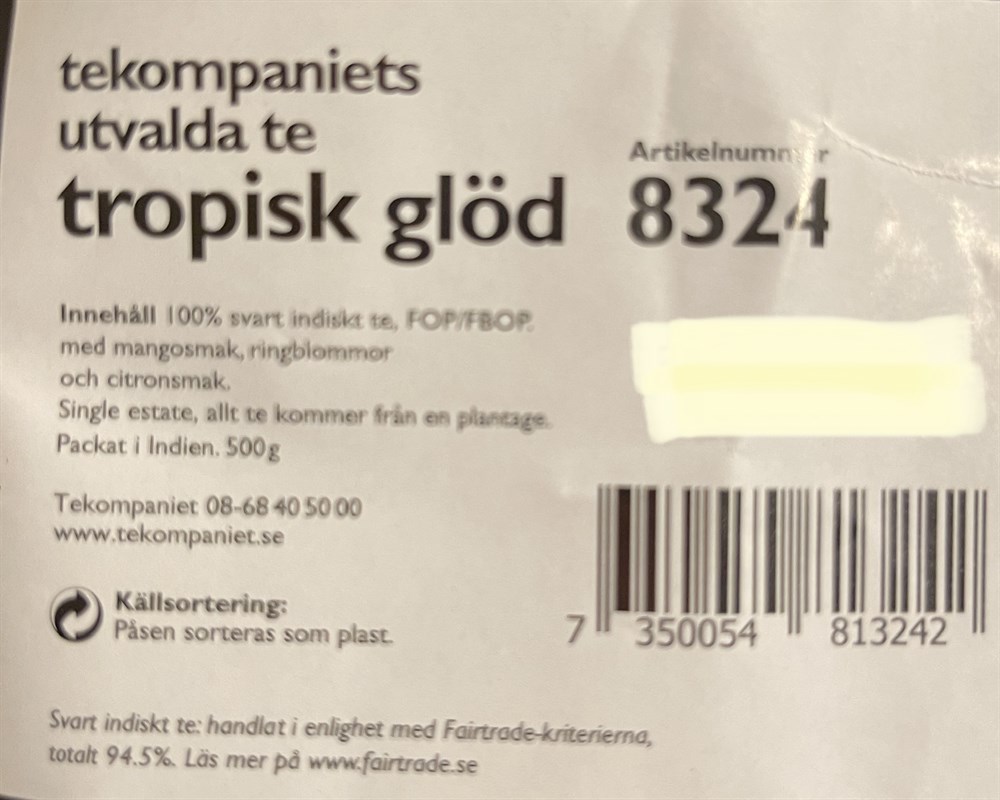 tekompaniets
utvalda te
tropisk glöd
Artikelnummer
8324
Innehåll 100% svart indiskt te, FOP/FBOP.
med mangosmak, ringblommor
och citronsmak.
Single estate, allt te kommer från en plantage.
Packat i Indien. 500g
Tekompaniet 08-68 40 50 00
www.tekompaniet.se
Källsortering:
Påsen sorteras som plast.
7 350054 813242
Svart indiskt te: handlat i enlighet med Fairtrade-kriterierna,
totalt 94.5%. Läs mer på www.fairtrade.se